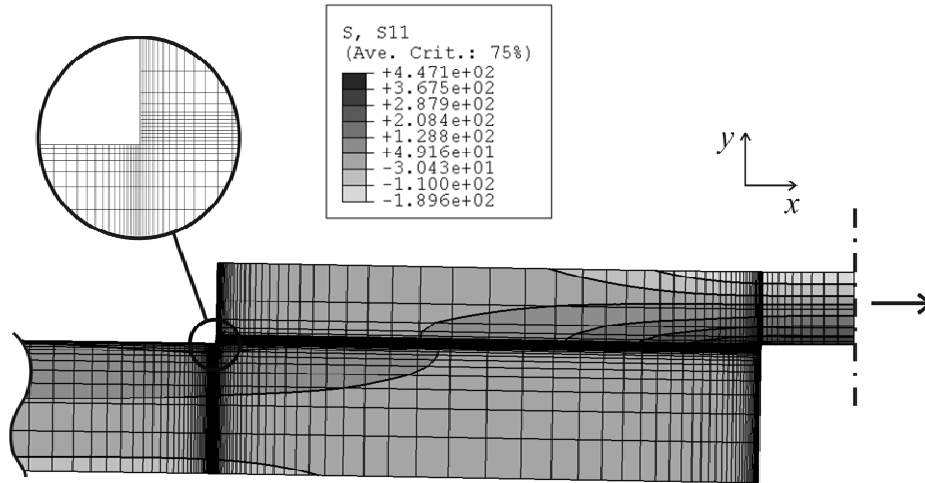 S, S11
(Ave. Crit.: 75%)
+4.471e+02
+3.675e+02
+2.879e+02
+2.084e+02
+1.288e+02
+4.916e+01
-3.043e+01
-1.100e+02
-1.896e+02
y
x